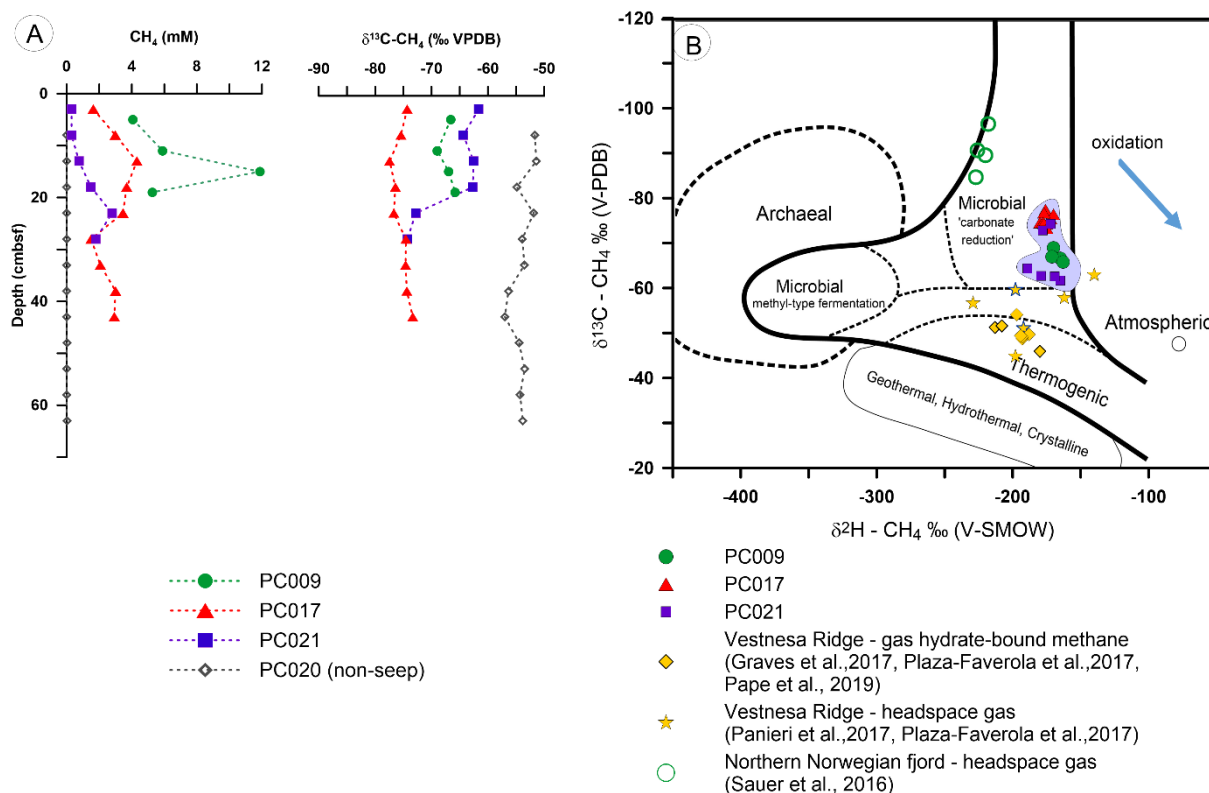 A
CH₄ (mM)
0 4 8 12
δ¹³C-CH₄ (‰ VPDB)
-90 -80 -70 -60 -50
Depth (cmbsf)
0
20
40
60
PC009
PC017
PC021
PC020 (non-seep)
B
δ¹³C - CH₄ ‰ (V-PDB)
-120
-100
-80
-60
-40
-20
oxidation
Archaeal
Microbial
'carbonate
reduction'
Microbial
methyl-type fermentation
Atmospheric
Thermogenic
Geothermal, Hydrothermal, Crystalline
-400 -300 -200 -100
δ²H - CH₄ ‰ (V-SMOW)
PC009
PC017
PC021
Vestnesa Ridge - gas hydrate-bound methane
(Graves et al.,2017, Plaza-Faverola et al.,2017,
Pape et al., 2019)
Vestnesa Ridge - headspace gas
(Panieri et al.,2017, Plaza-Faverola et al.,2017)
Northern Norwegian fjord - headspace gas
(Sauer et al., 2016)